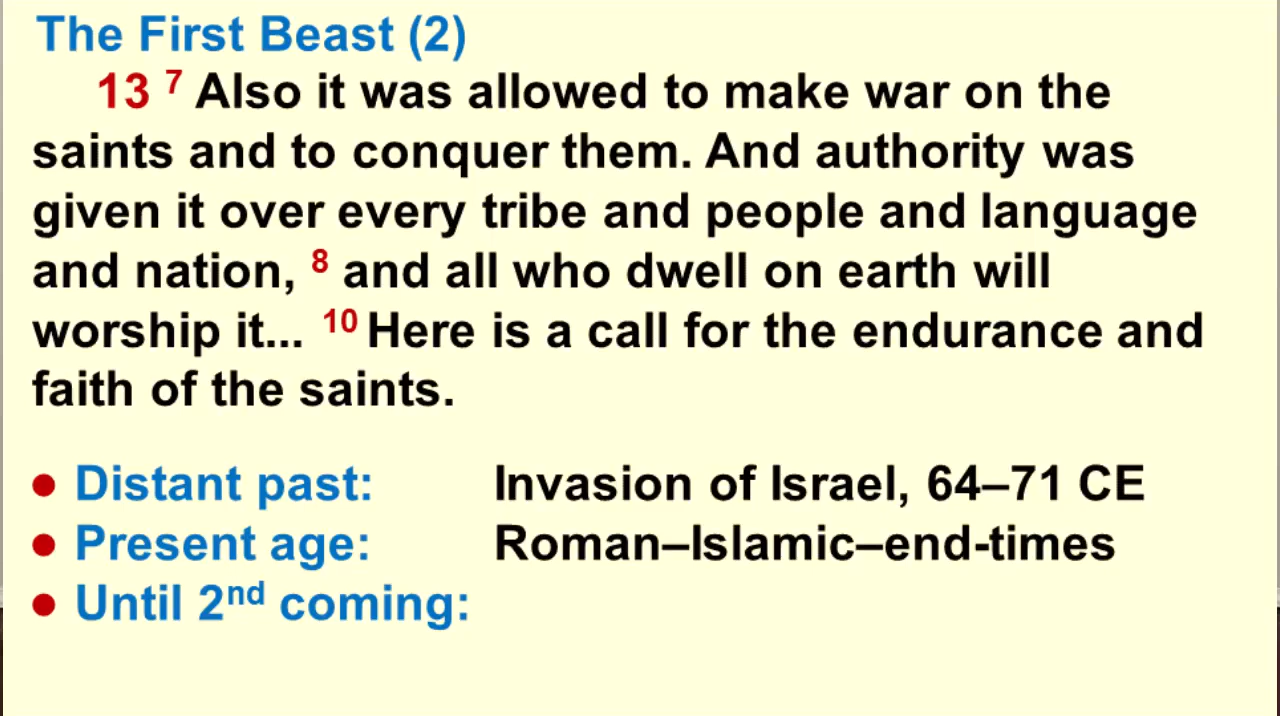 The First Beast (2)
13 7 Also it was allowed to make war on the
saints and to conquer them. And authority was
given it over every tribe and people and language
and nation, 8 and all who dwell on earth will
worship it... 10 Here is a call for the endurance and
faith of the saints.
• Distant past: Invasion of Israel, 64–71 CE
• Present age: Roman–Islamic–end-times
• Until 2nd coming: